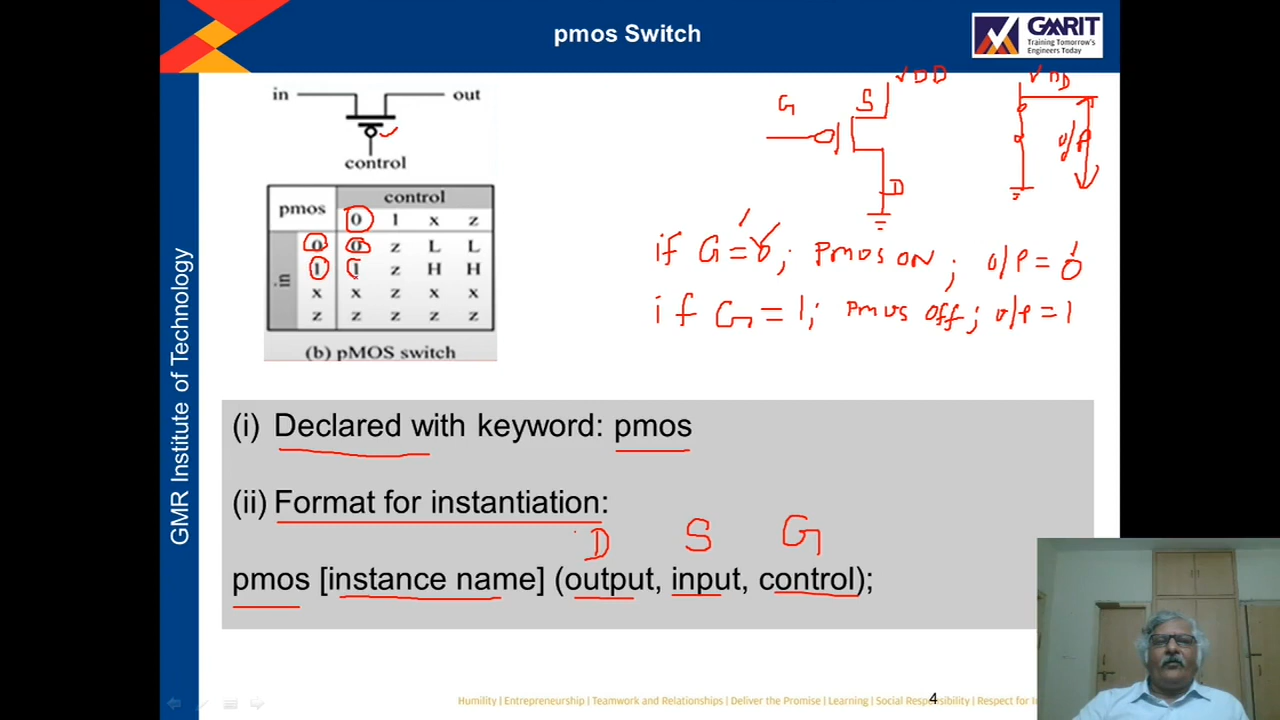 pmos Switch
GMRIT
Training Tomorrow's
Engineers Today
in out
control
VDD
G S
D
VDD
O/P
pmos control
0 1 x z
in
0 0 z L L
1 1 z H H
x x z x x
z z z z z
(b) pMOS switch
if G = 0; Pmos ON; O/P = 0
if G = 1; Pmos off; O/P = 1
GMR Institute of Technology
(i) Declared with keyword: pmos
(ii) Format for instantiation:
D S G
pmos [instance name] (output, input, control);
4
Humility | Entrepreneurship | Teamwork and Relationships | Deliver the Promise | Learning | Social Responsibility | Respect for In